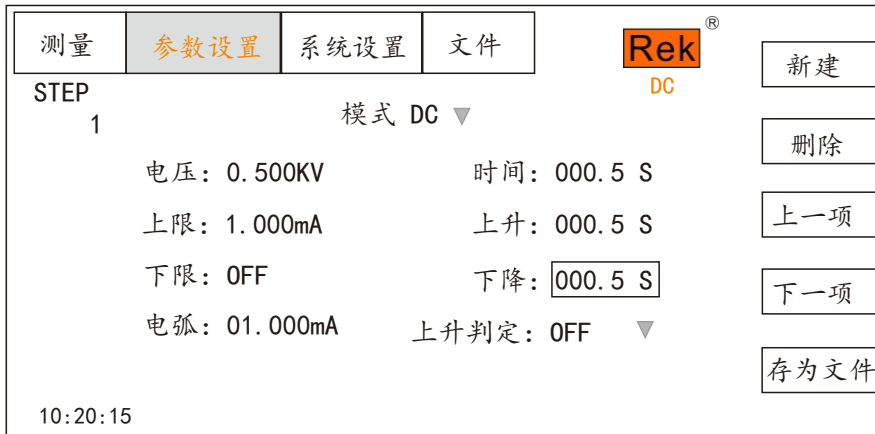 测量 参数设置 系统设置 文件 Rek®
DC
新建
STEP
1
模式 DC
删除
电压: 0.500KV 时间: 000.5 S
上限: 1.000mA 上升: 000.5 S
上一项
下限: OFF 下降: 000.5 S
下一项
电弧: 01.000mA 上升判定: OFF
存为文件
10:20:15